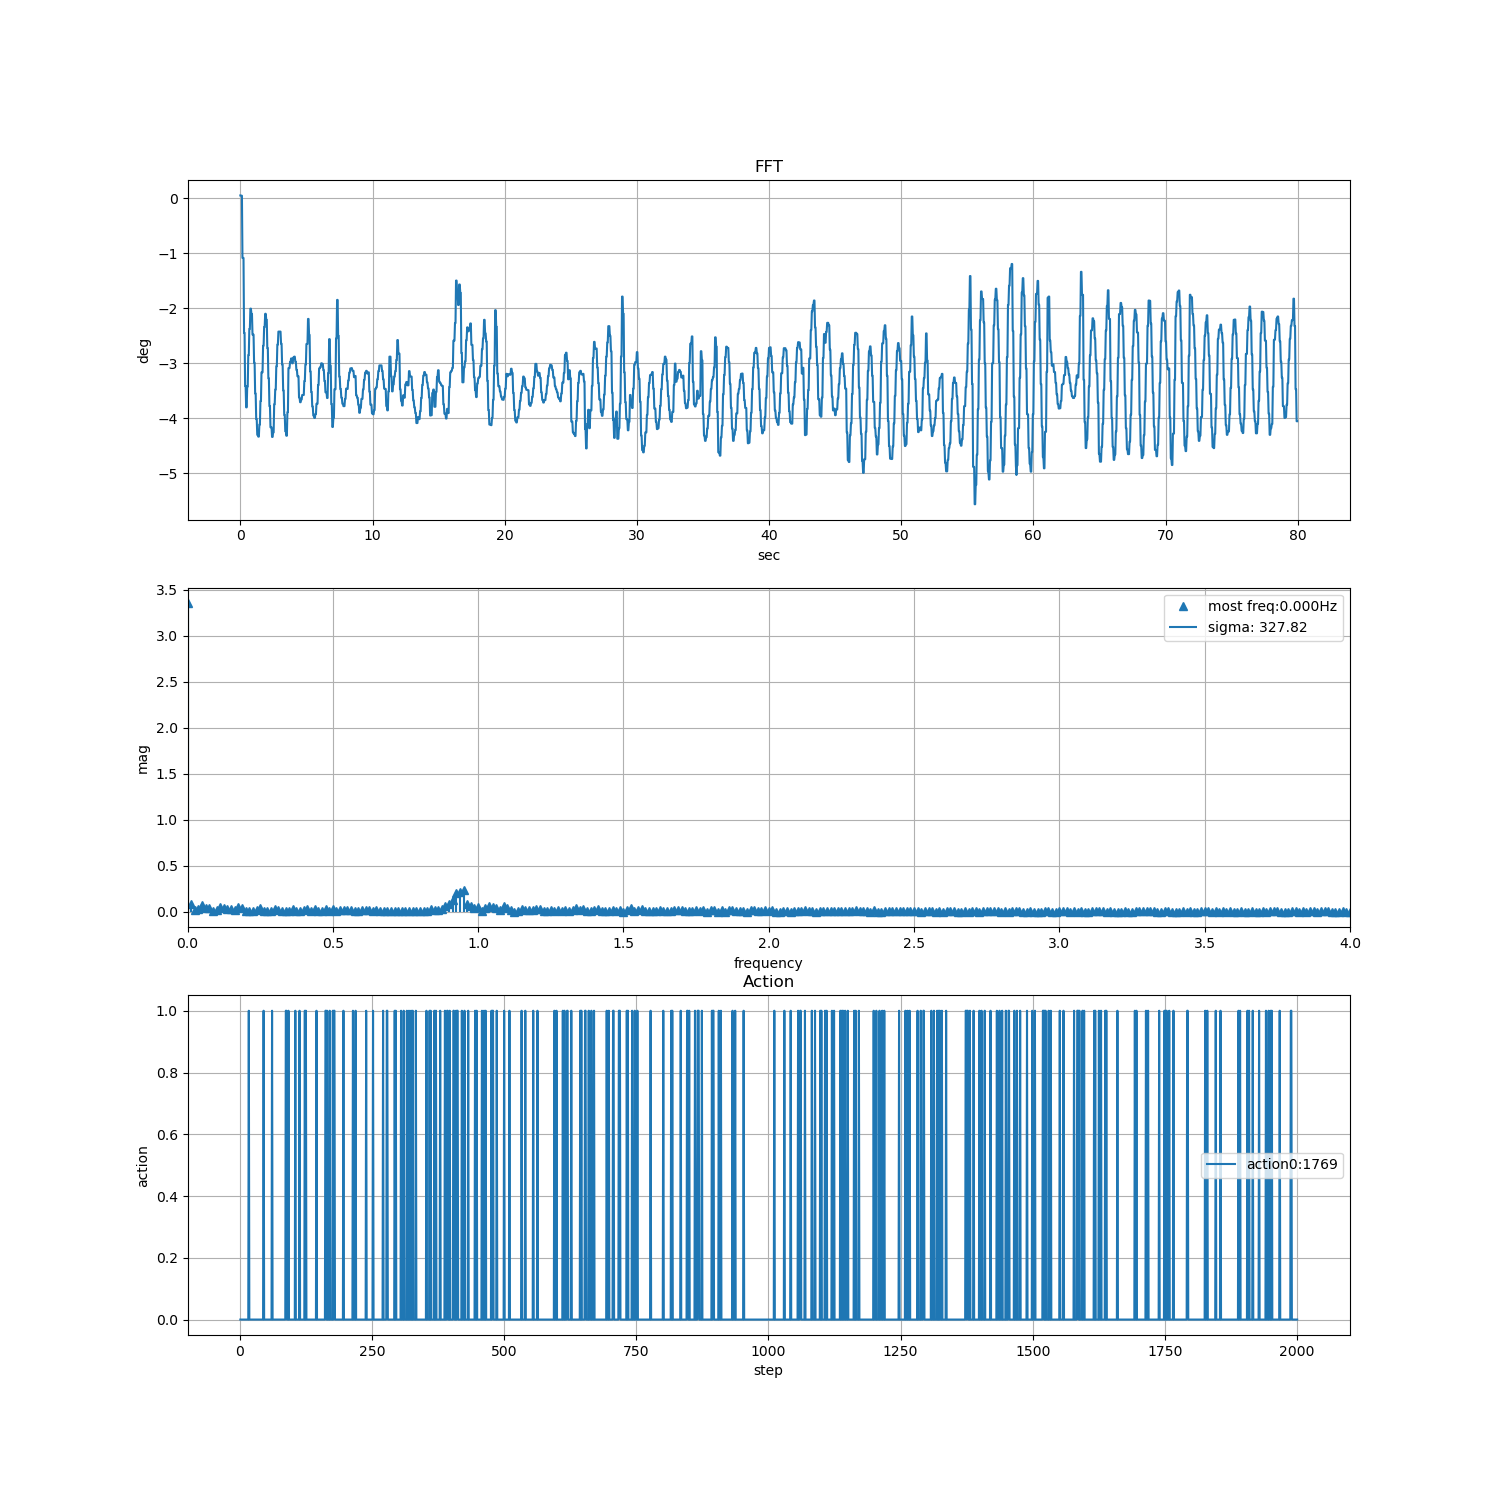 FFT
0
−1
−2
−3
−4
−5
deg
0 10 20 30 40 50 60 70 80
sec
3.5
3.0
2.5
2.0
1.5
1.0
0.5
0.0
mag
most freq:0.000Hz
sigma: 327.82
0.0 0.5 1.0 1.5 2.0 2.5 3.0 3.5 4.0
frequency
Action
1.0
0.8
0.6
0.4
0.2
0.0
action
action0:1769
0 250 500 750 1000 1250 1500 1750 2000
step